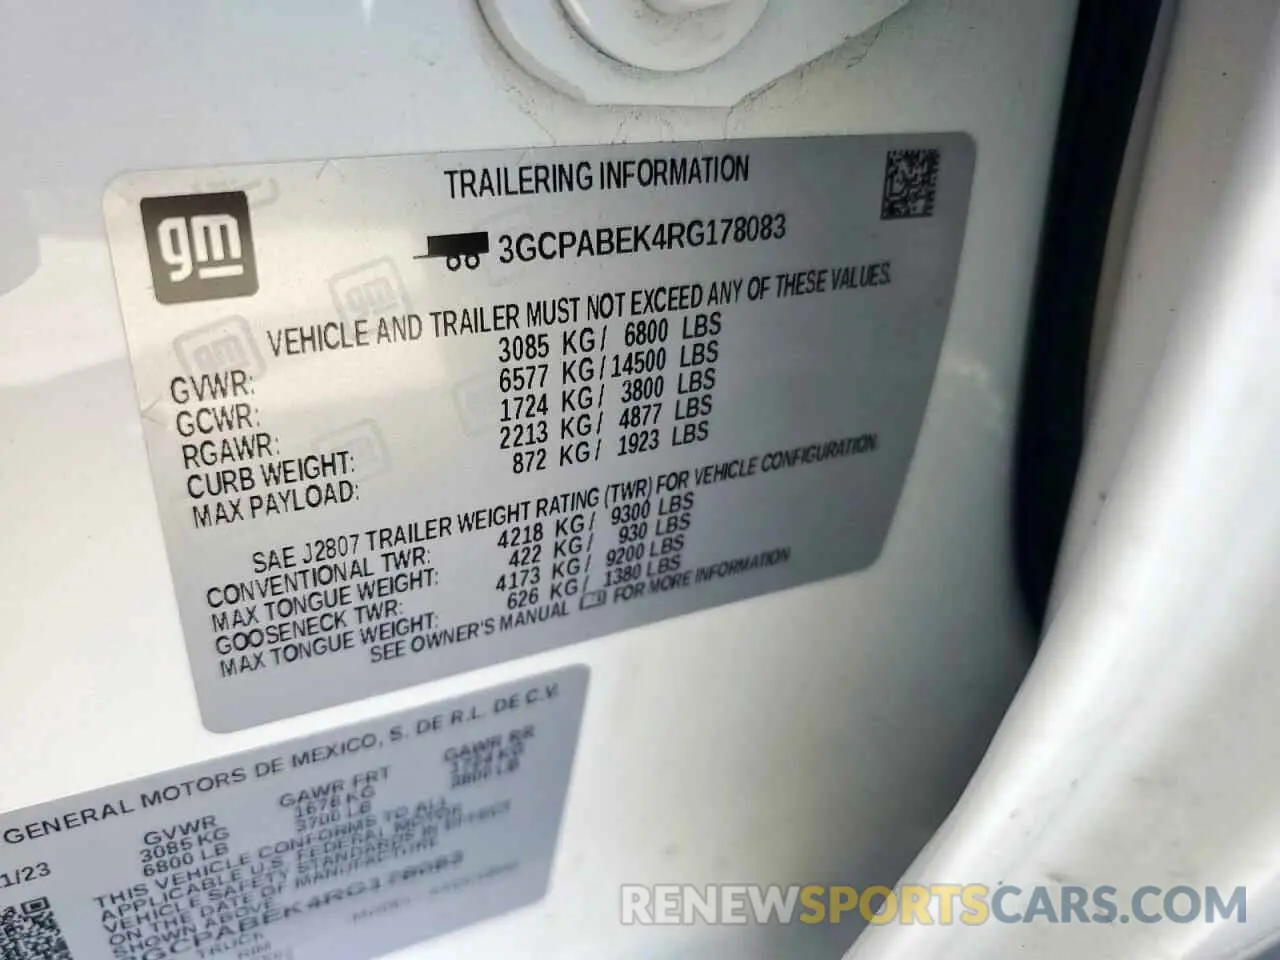 TRAILERING INFORMATION
gm
3GCPABEK4RG178083
VEHICLE AND TRAILER MUST NOT EXCEED ANY OF THESE VALUES.
GVWR: 3085 KG/ 6800 LBS
GCWR: 6577 KG/14500 LBS
RGAWR: 1724 KG/ 3800 LBS
CURB WEIGHT: 2213 KG/ 4877 LBS
MAX PAYLOAD: 872 KG/ 1923 LBS
SAE J2807 TRAILER WEIGHT RATING (TWR) FOR VEHICLE CONFIGURATION
CONVENTIONAL TWR: 4218 KG/ 9300 LBS
MAX TONGUE WEIGHT: 422 KG/ 930 LBS
GOOSENECK TWR: 4173 KG/ 9200 LBS
MAX TONGUE WEIGHT: 626 KG/ 1380 LBS
SEE OWNER'S MANUAL FOR MORE INFORMATION
GENERAL MOTORS DE MEXICO, S. DE R.L. DE C.V.
1/23 GVWR GAWR FRT GAWR RR
3085 KG 1678 KG 1724 KG
6800 LB 3700 LB 3800 LB
THIS VEHICLE CONFORMS TO ALL
APPLICABLE U.S. FEDERAL MOTOR
VEHICLE SAFETY STANDARDS IN EFFECT
ON THE DATE OF MANUFACTURE
SHOWN ABOVE.
3GCPABEK4RG178083
TRUCK
RENEWSPORTSCARS.COM